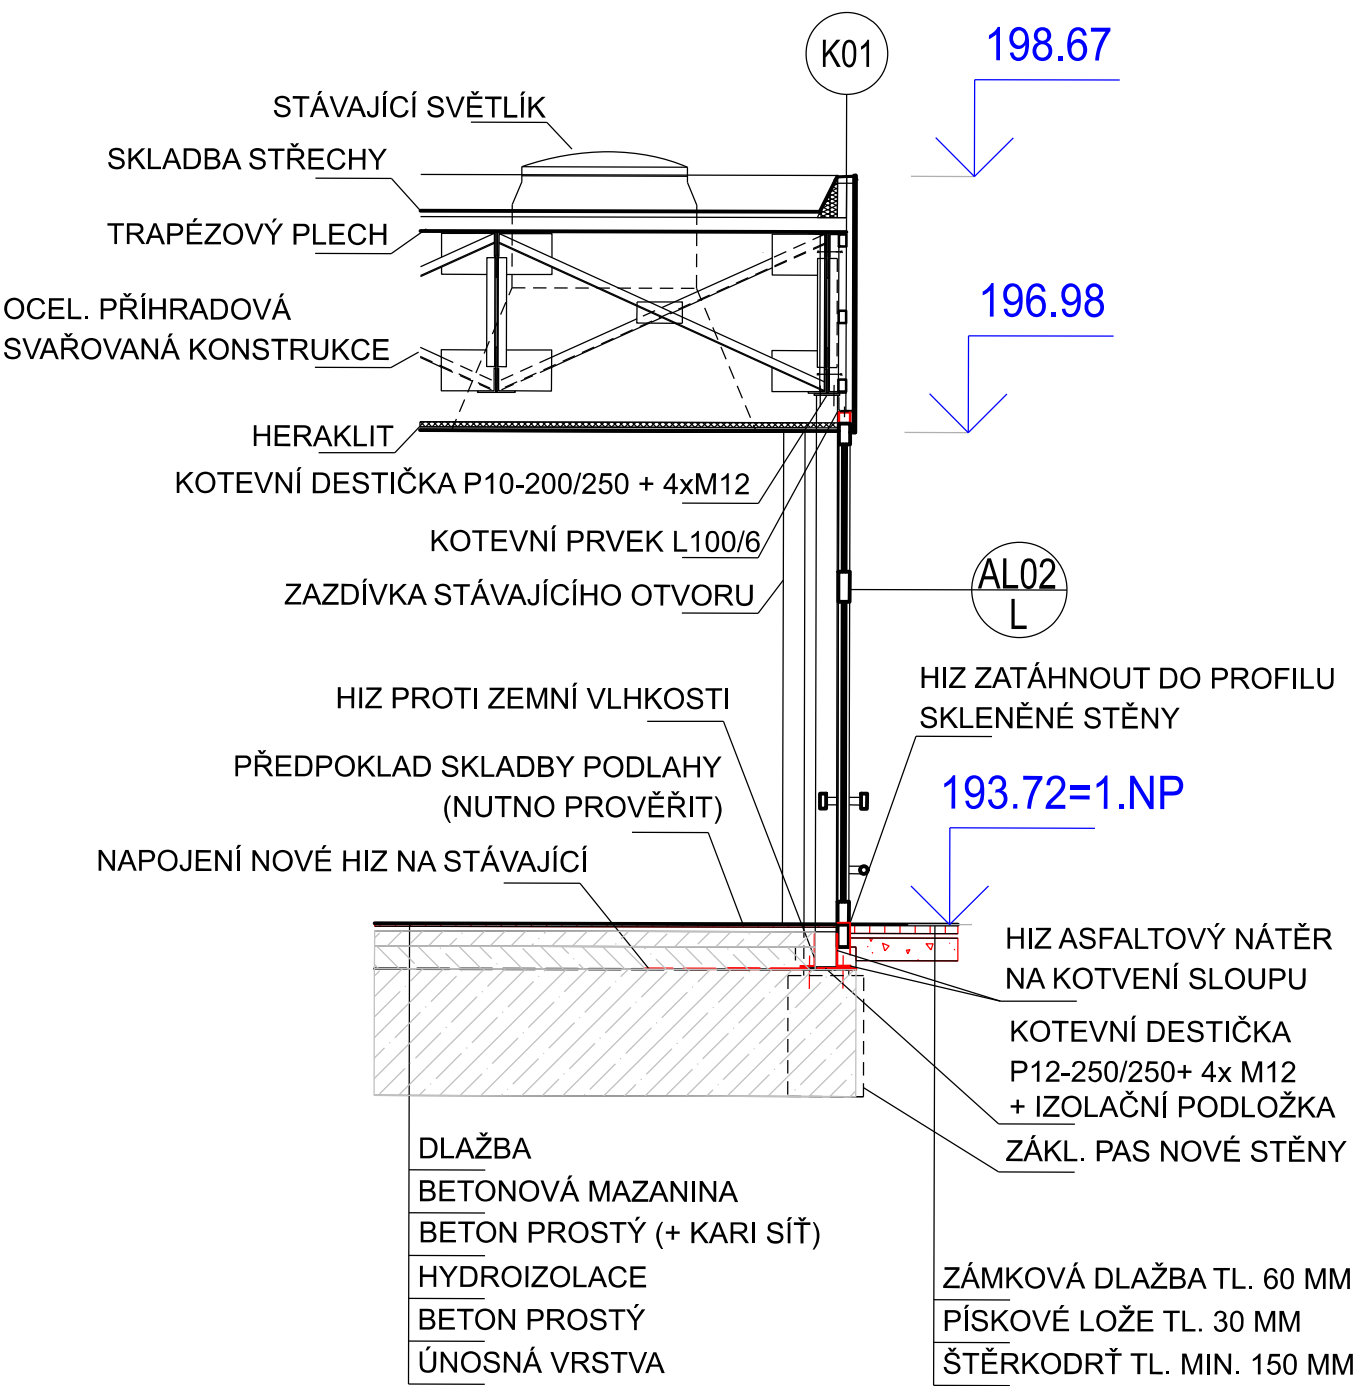 K01
198.67
STÁVAJÍCÍ SVĚTLÍK
SKLADBA STŘECHY
TRAPÉZOVÝ PLECH
OCEL. PŘÍHRADOVÁ
SVAŘOVANÁ KONSTRUKCE
196.98
HERAKLIT
KOTEVNÍ DESTIČKA P10-200/250 + 4xM12
KOTEVNÍ PRVEK L100/6
ZAZDÍVKA STÁVAJÍCÍHO OTVORU
AL02
L
HIZ PROTI ZEMNÍ VLHKOSTI
HIZ ZATÁHNOUT DO PROFILU
SKLENĚNÉ STĚNY
PŘEDPOKLAD SKLADBY PODLAHY
(NUTNO PROVĚŘIT)
193.72=1.NP
NAPOJENÍ NOVÉ HIZ NA STÁVAJÍCÍ
HIZ ASFALTOVÝ NÁTĚR
NA KOTVENÍ SLOUPU
KOTEVNÍ DESTIČKA
P12-250/250+ 4x M12
+ IZOLAČNÍ PODLOŽKA
ZÁKL. PAS NOVÉ STĚNY
DLAŽBA
BETONOVÁ MAZANINA
BETON PROSTÝ (+ KARI SÍŤ)
HYDROIZOLACE
BETON PROSTÝ
ÚNOSNÁ VRSTVA
ZÁMKOVÁ DLAŽBA TL. 60 MM
PÍSKOVÉ LOŽE TL. 30 MM
ŠTĚRKODRŤ TL. MIN. 150 MM